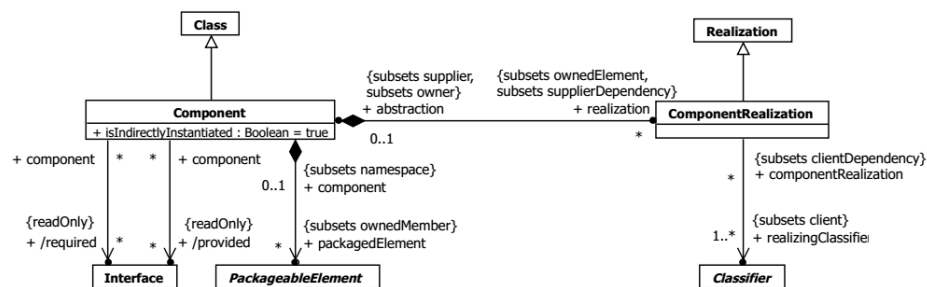 Class
Realization
{subsets supplier,
subsets owner}
+ abstraction
{subsets ownedElement,
subsets supplierDependency}
+ realization
Component
+ isIndirectlyInstantiated : Boolean = true
0..1
*
ComponentRealization
+ component
*
*
+ component
0..1
{subsets namespace}
+ component
*
{subsets clientDependency}
+ componentRealization
{readOnly}
+ /required
*
*
{readOnly}
+ /provided
*
{subsets ownedMember}
+ packagedElement
1..*
{subsets client}
+ realizingClassifier
Interface
PackageableElement
Classifier